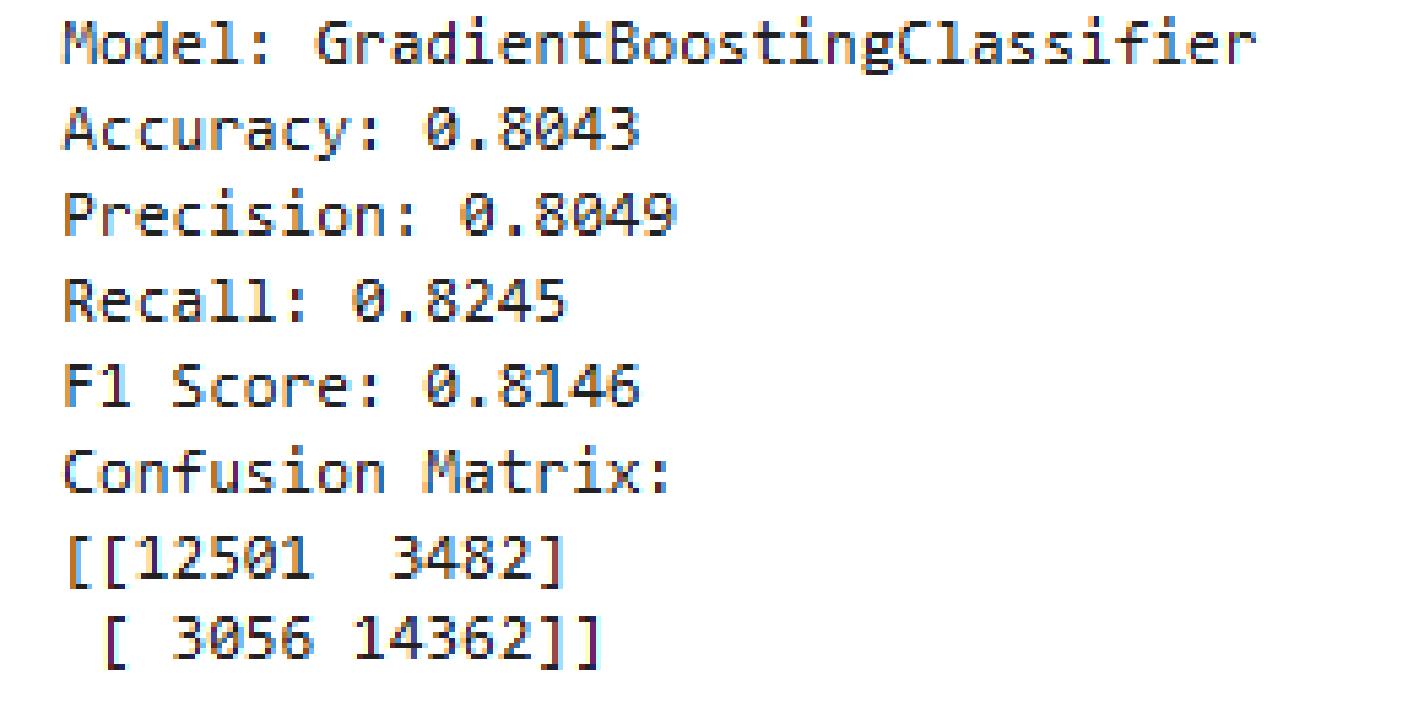 Model: GradientBoostingClassifier
Accuracy: 0.8043
Precision: 0.8049
Recall: 0.8245
F1 Score: 0.8146
Confusion Matrix:
[[12501  3482]
 [ 3056 14362]]